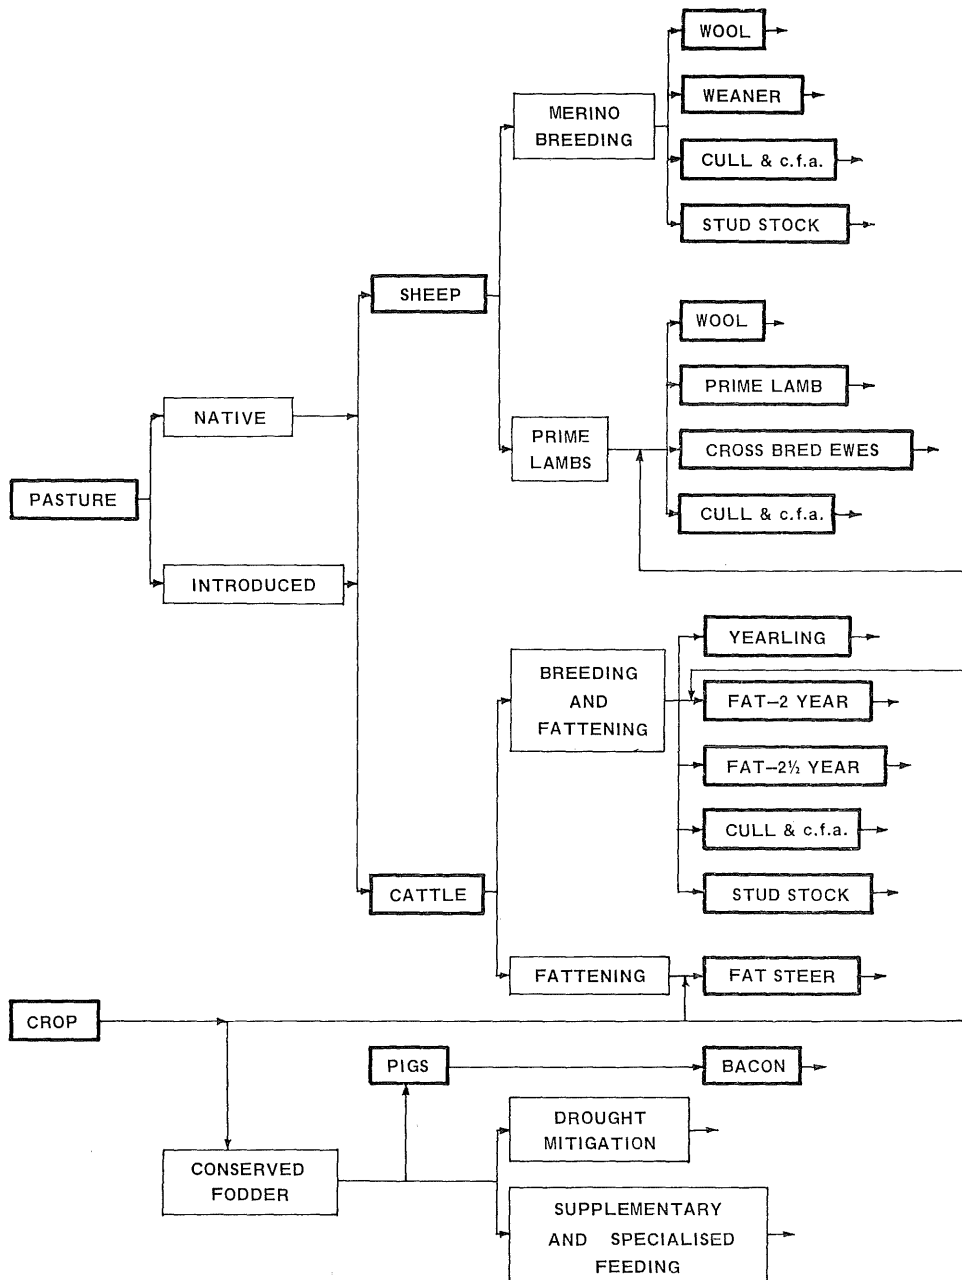 WOOL
WEANER
MERINO
BREEDING
CULL & c.f.a.
STUD STOCK
SHEEP
WOOL
PRIME LAMB
NATIVE
PRIME
LAMBS
CROSS BRED EWES
PASTURE
CULL & c.f.a.
INTRODUCED
YEARLING
BREEDING
AND
FATTENING
FAT–2 YEAR
FAT–2½ YEAR
CULL & c.f.a.
CATTLE
STUD STOCK
FATTENING
FAT STEER
CROP
PIGS
BACON
DROUGHT
MITIGATION
CONSERVED
FODDER
SUPPLEMENTARY
AND SPECIALISED
FEEDING